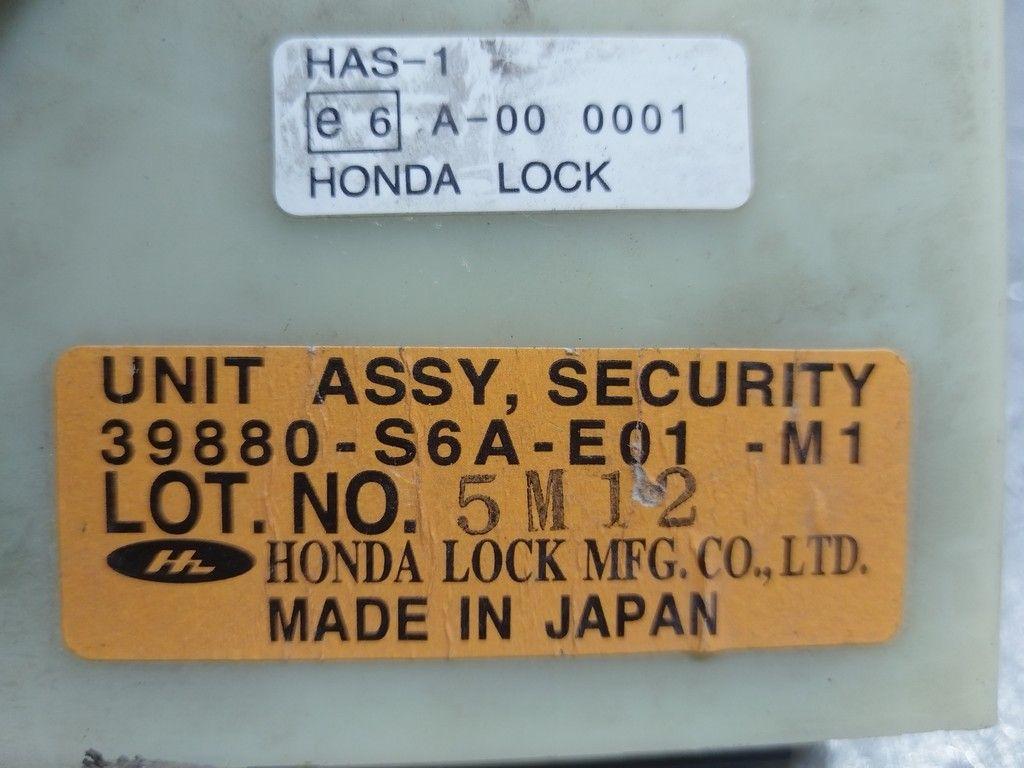 HAS-1
e 6 A-00 0001
HONDA LOCK
UNIT ASSY, SECURITY
39880-S6A-E01 -M1
LOT. NO. 5M12
HL HONDA LOCK MFG. CO., LTD.
MADE IN JAPAN